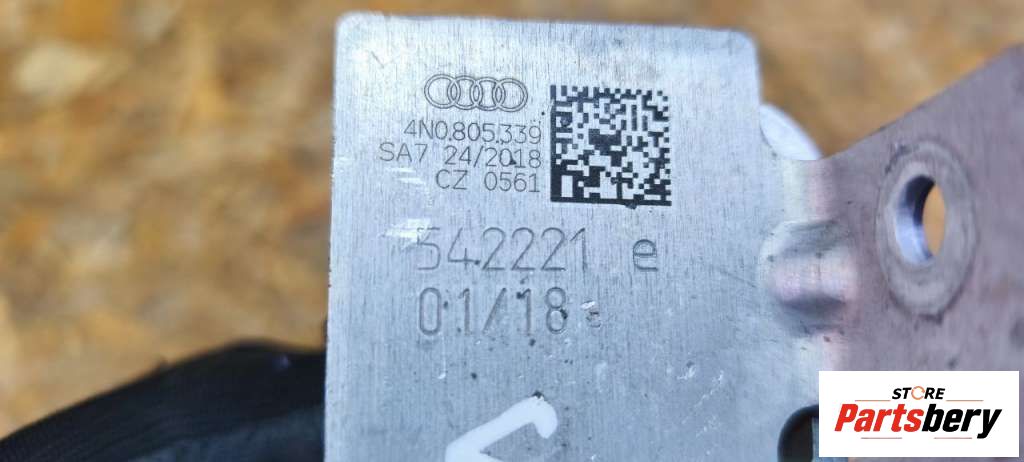 4N0.805.339
SA7 24/2018
CZ 0561
542221 e
01/18
STORE
Partsbery